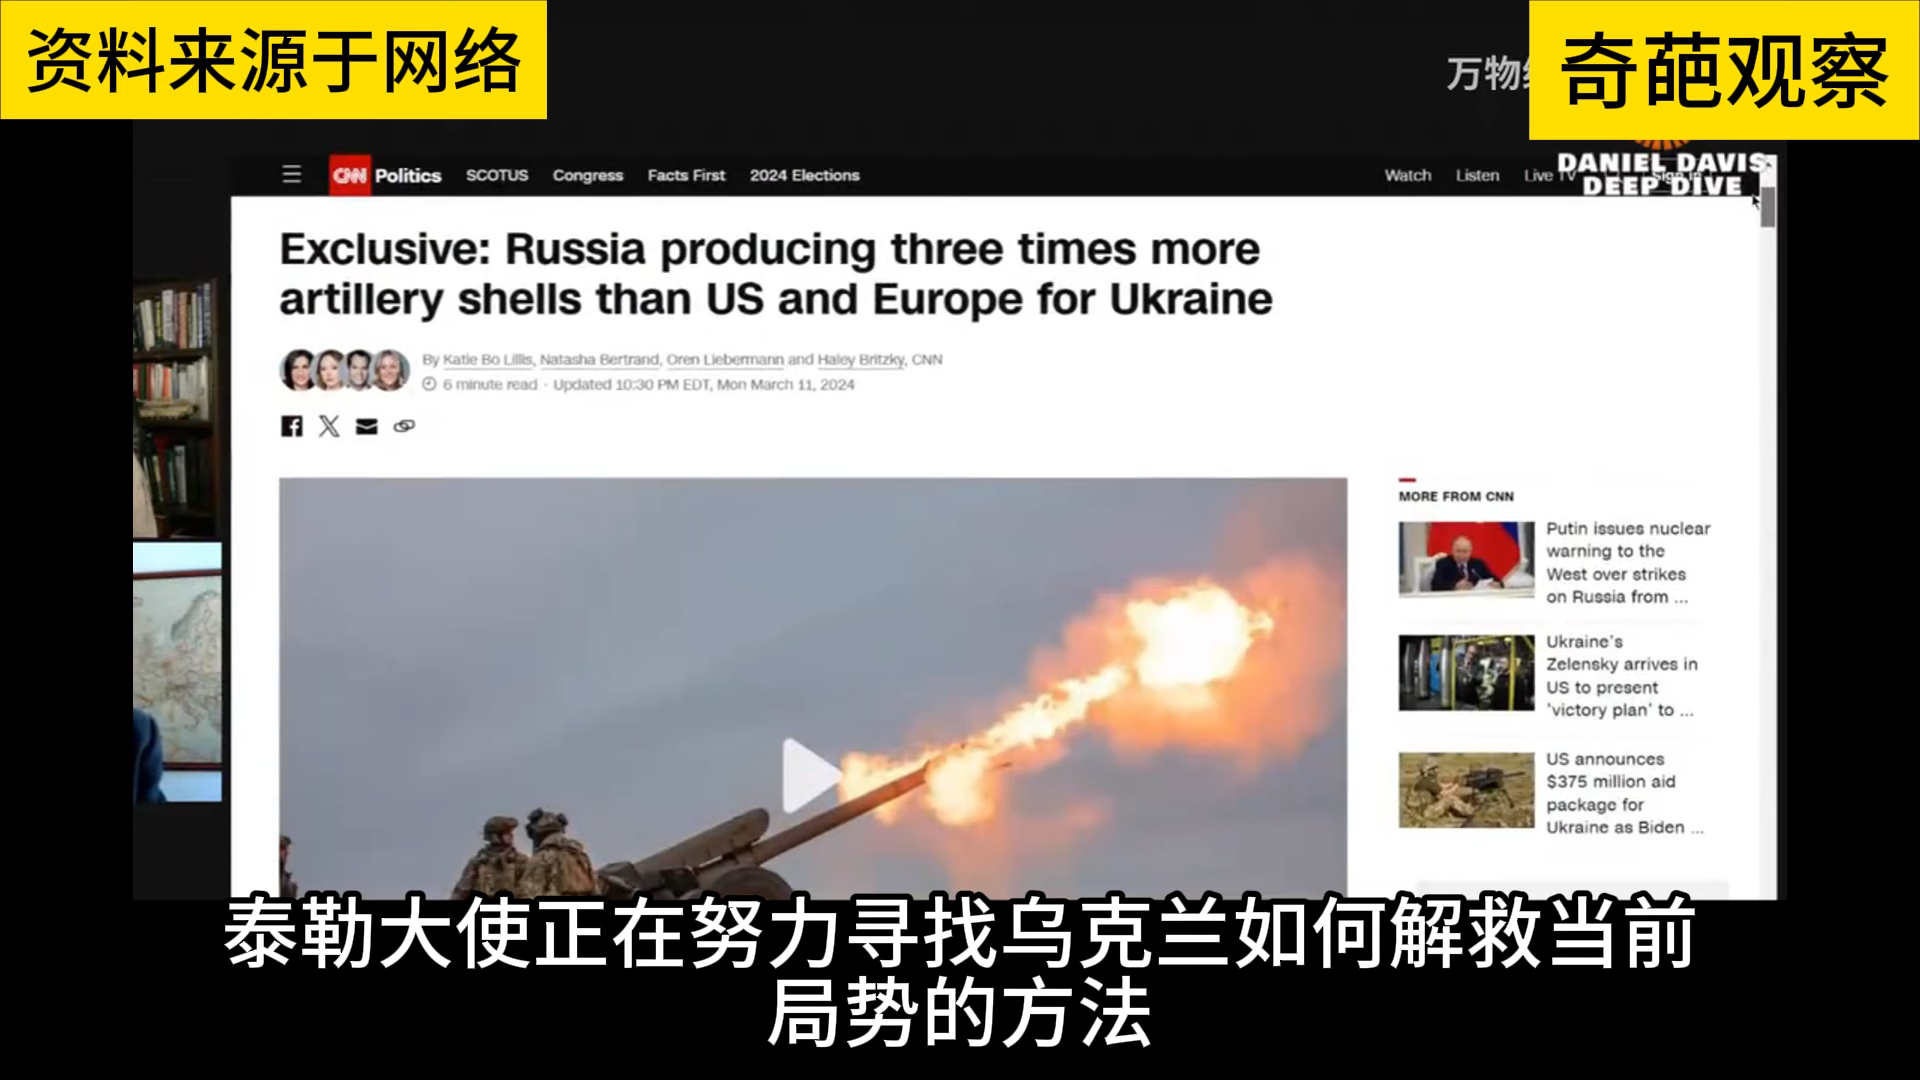 资料来源于网络
奇葩观察
万物
DANIEL DAVIS
DEEP DIVE
CNN Politics SCOTUS Congress Facts First 2024 Elections
Watch Listen Live TV Sign in
Exclusive: Russia producing three times more
artillery shells than US and Europe for Ukraine
By Katie Bo Lillis, Natasha Bertrand, Oren Liebermann and Haley Britzky, CNN
6 minute read · Updated 10:30 PM EDT, Mon March 11, 2024
MORE FROM CNN
Putin issues nuclear
warning to the
West over strikes
on Russia from ...
Ukraine's
Zelensky arrives in
US to present
'victory plan' to ...
US announces
$375 million aid
package for
Ukraine as Biden ...
泰勒大使正在努力寻找乌克兰如何解救当前
局势的方法